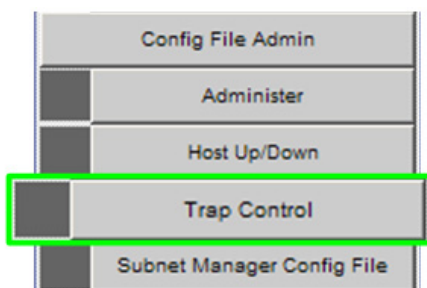 Config File Admin
Administer
Host Up/Down
Trap Control
Subnet Manager Config File